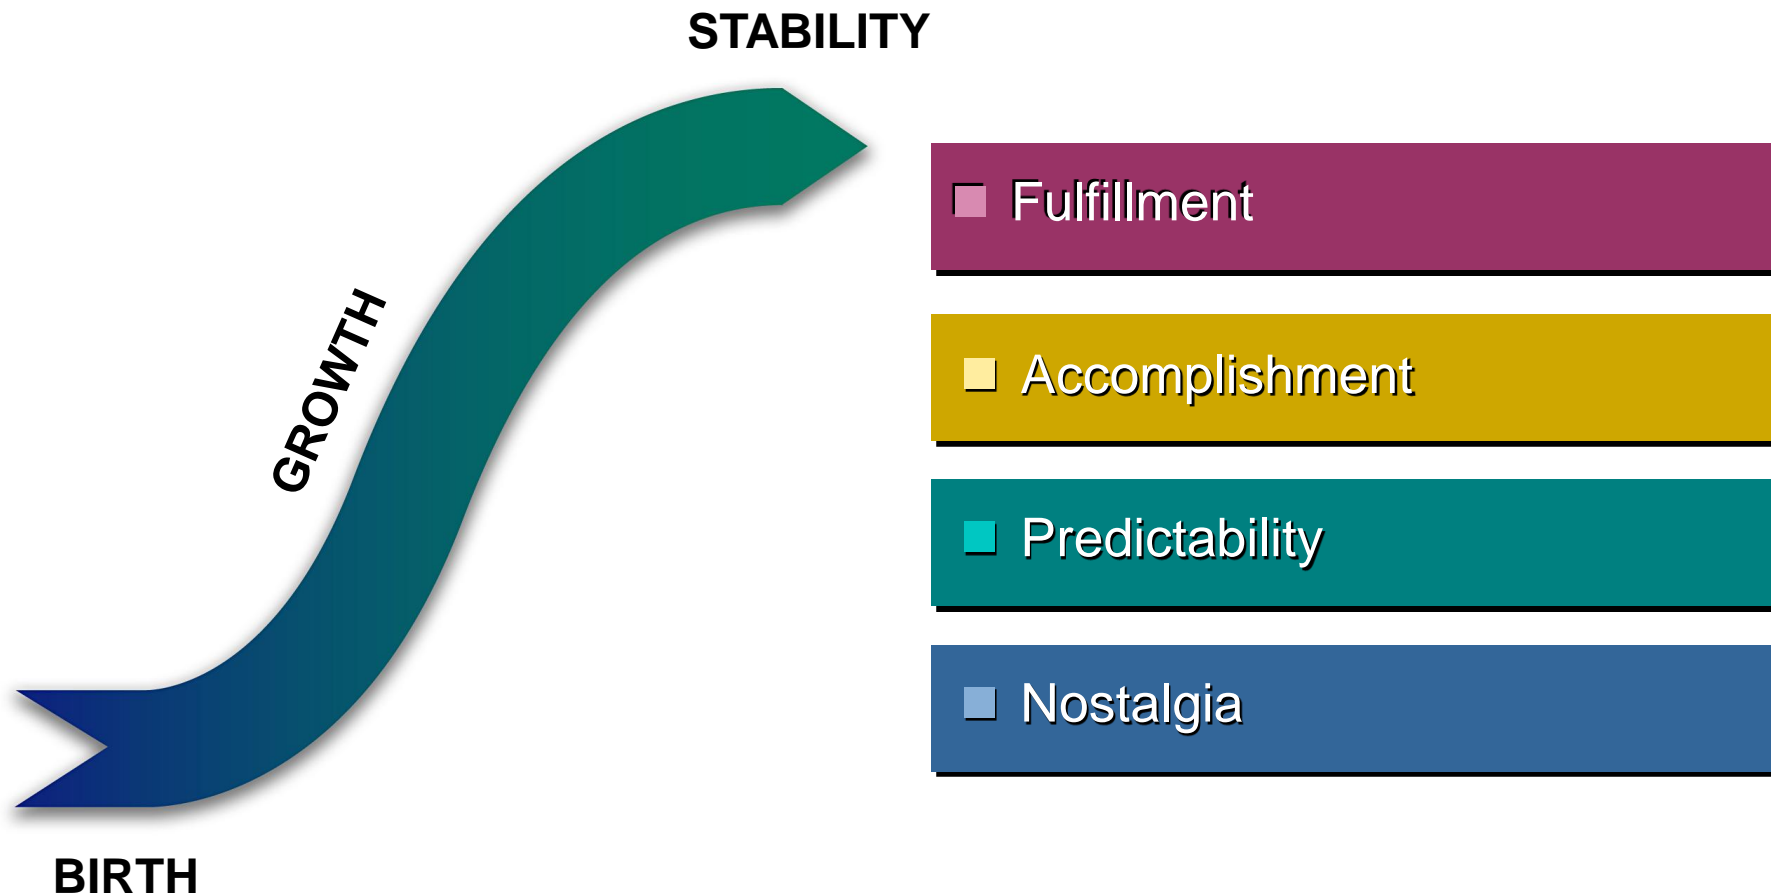 STABILITY
GROWTH
BIRTH
Fulfillment
Accomplishment
Predictability
Nostalgia